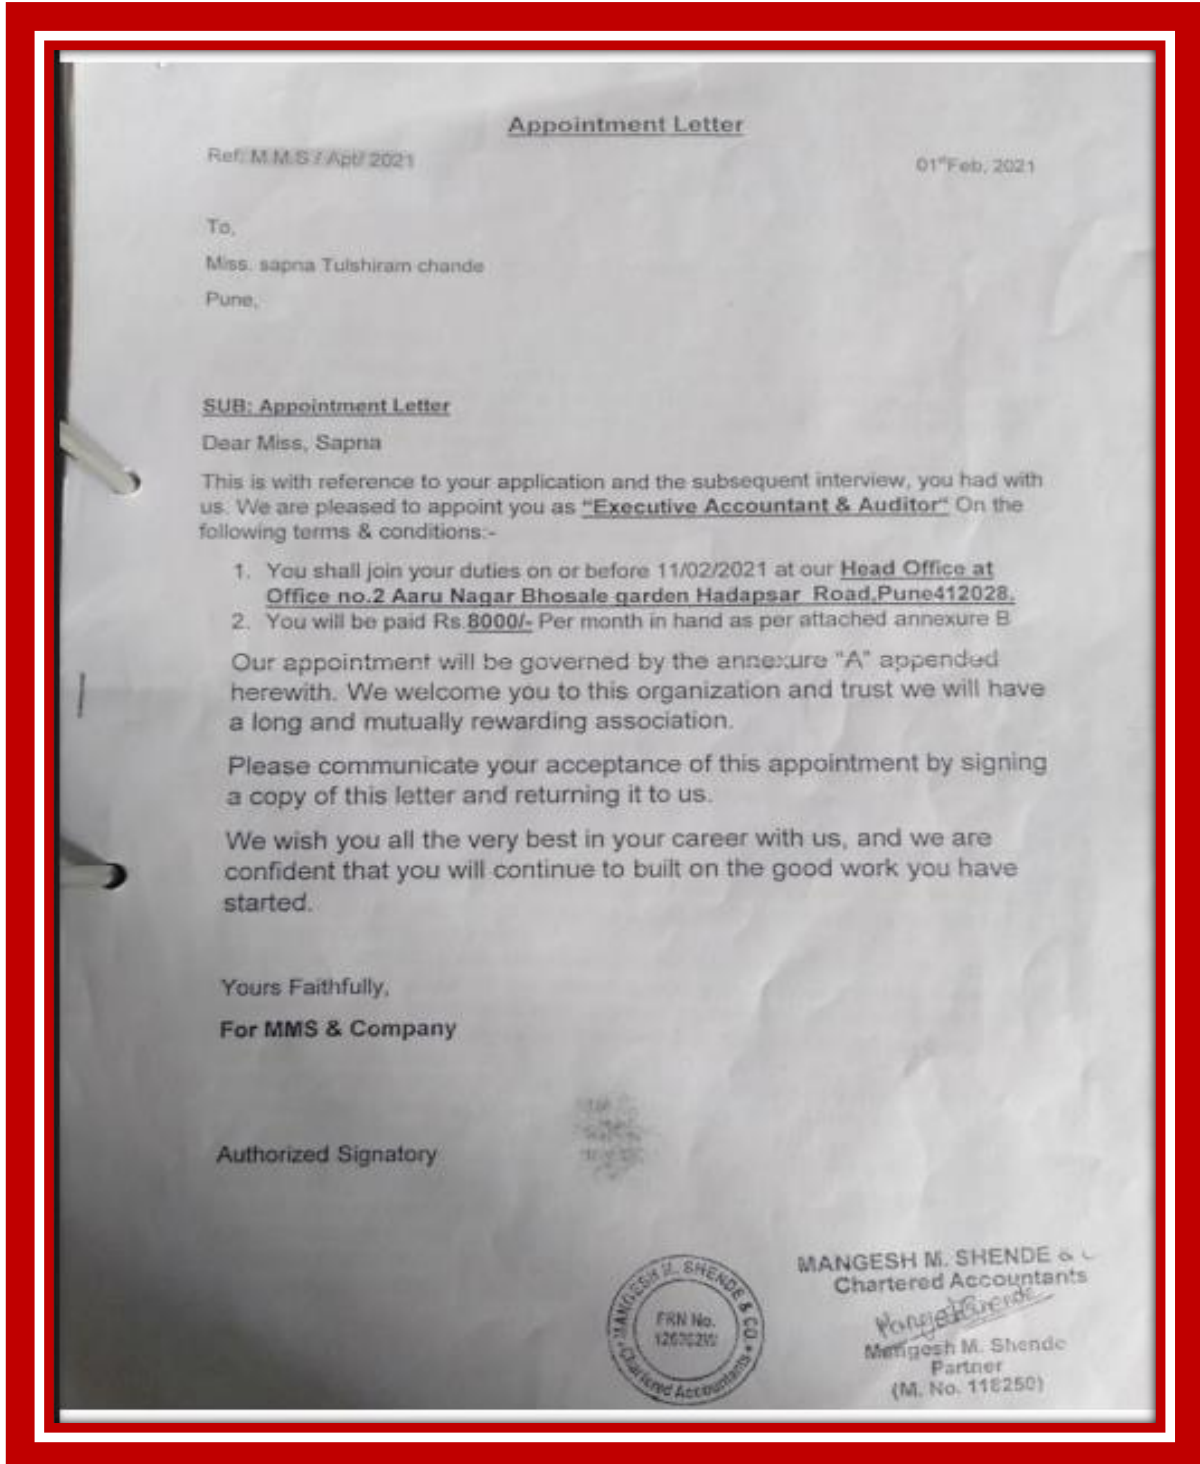 Appointment Letter
Ref: M.M.S / Apt/ 2021
01st Feb, 2021
To,
Miss. sapna Tulshiram chande
Pune,
SUB: Appointment Letter
Dear Miss, Sapna
This is with reference to your application and the subsequent interview, you had with
us. We are pleased to appoint you as "Executive Accountant & Auditor" On the
following terms & conditions:-
1. You shall join your duties on or before 11/02/2021 at our Head Office at
Office no.2 Aaru Nagar Bhosale garden Hadapsar Road,Pune412028.
2. You will be paid Rs.8000/- Per month in hand as per attached annexure B
Our appointment will be governed by the annexure "A" appended
herewith. We welcome you to this organization and trust we will have
a long and mutually rewarding association.
Please communicate your acceptance of this appointment by signing
a copy of this letter and returning it to us.
We wish you all the very best in your career with us, and we are
confident that you will continue to built on the good work you have
started.
Yours Faithfully,
For MMS & Company
Authorized Signatory
MANGESH M. SHENDE & CO.
Chartered Accountants
FRN No.
MANGESH M. SHENDE &
Chartered Accountants
Mangesh M. Shende
Partner
(M. No. 118250)